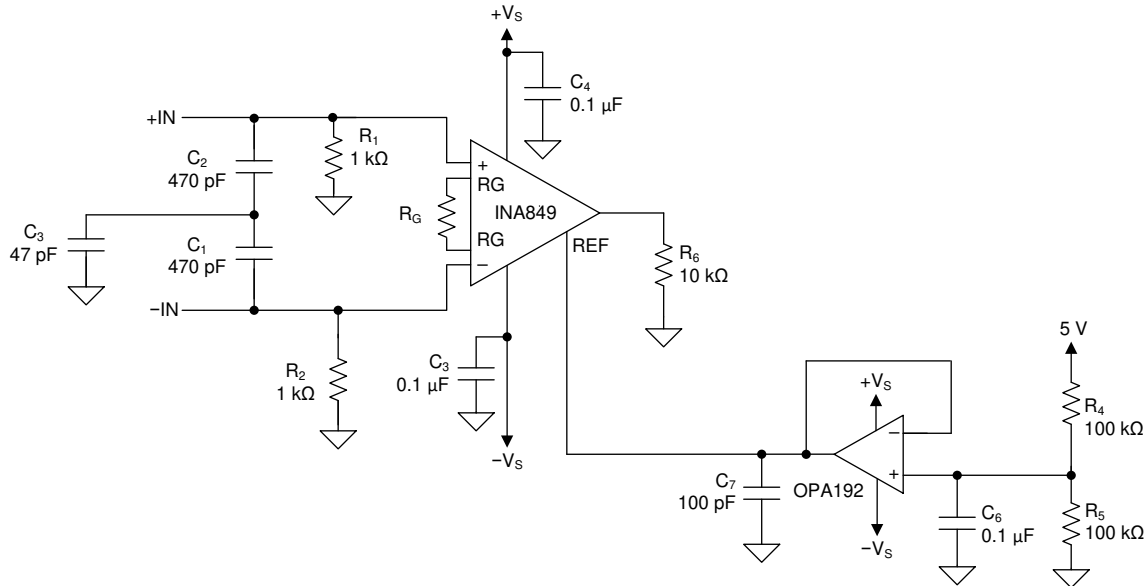 +VS
C4
0.1 µF
+IN
R1
1 kΩ
C2
470 pF
+
RG
INA849
RG
RG
−
REF
C3
47 pF
C1
470 pF
R6
10 kΩ
−IN
R2
1 kΩ
C3
0.1 µF
−VS
5 V
+VS
R4
100 kΩ
−
+
OPA192
C7
100 pF
−VS
C6
0.1 µF
R5
100 kΩ